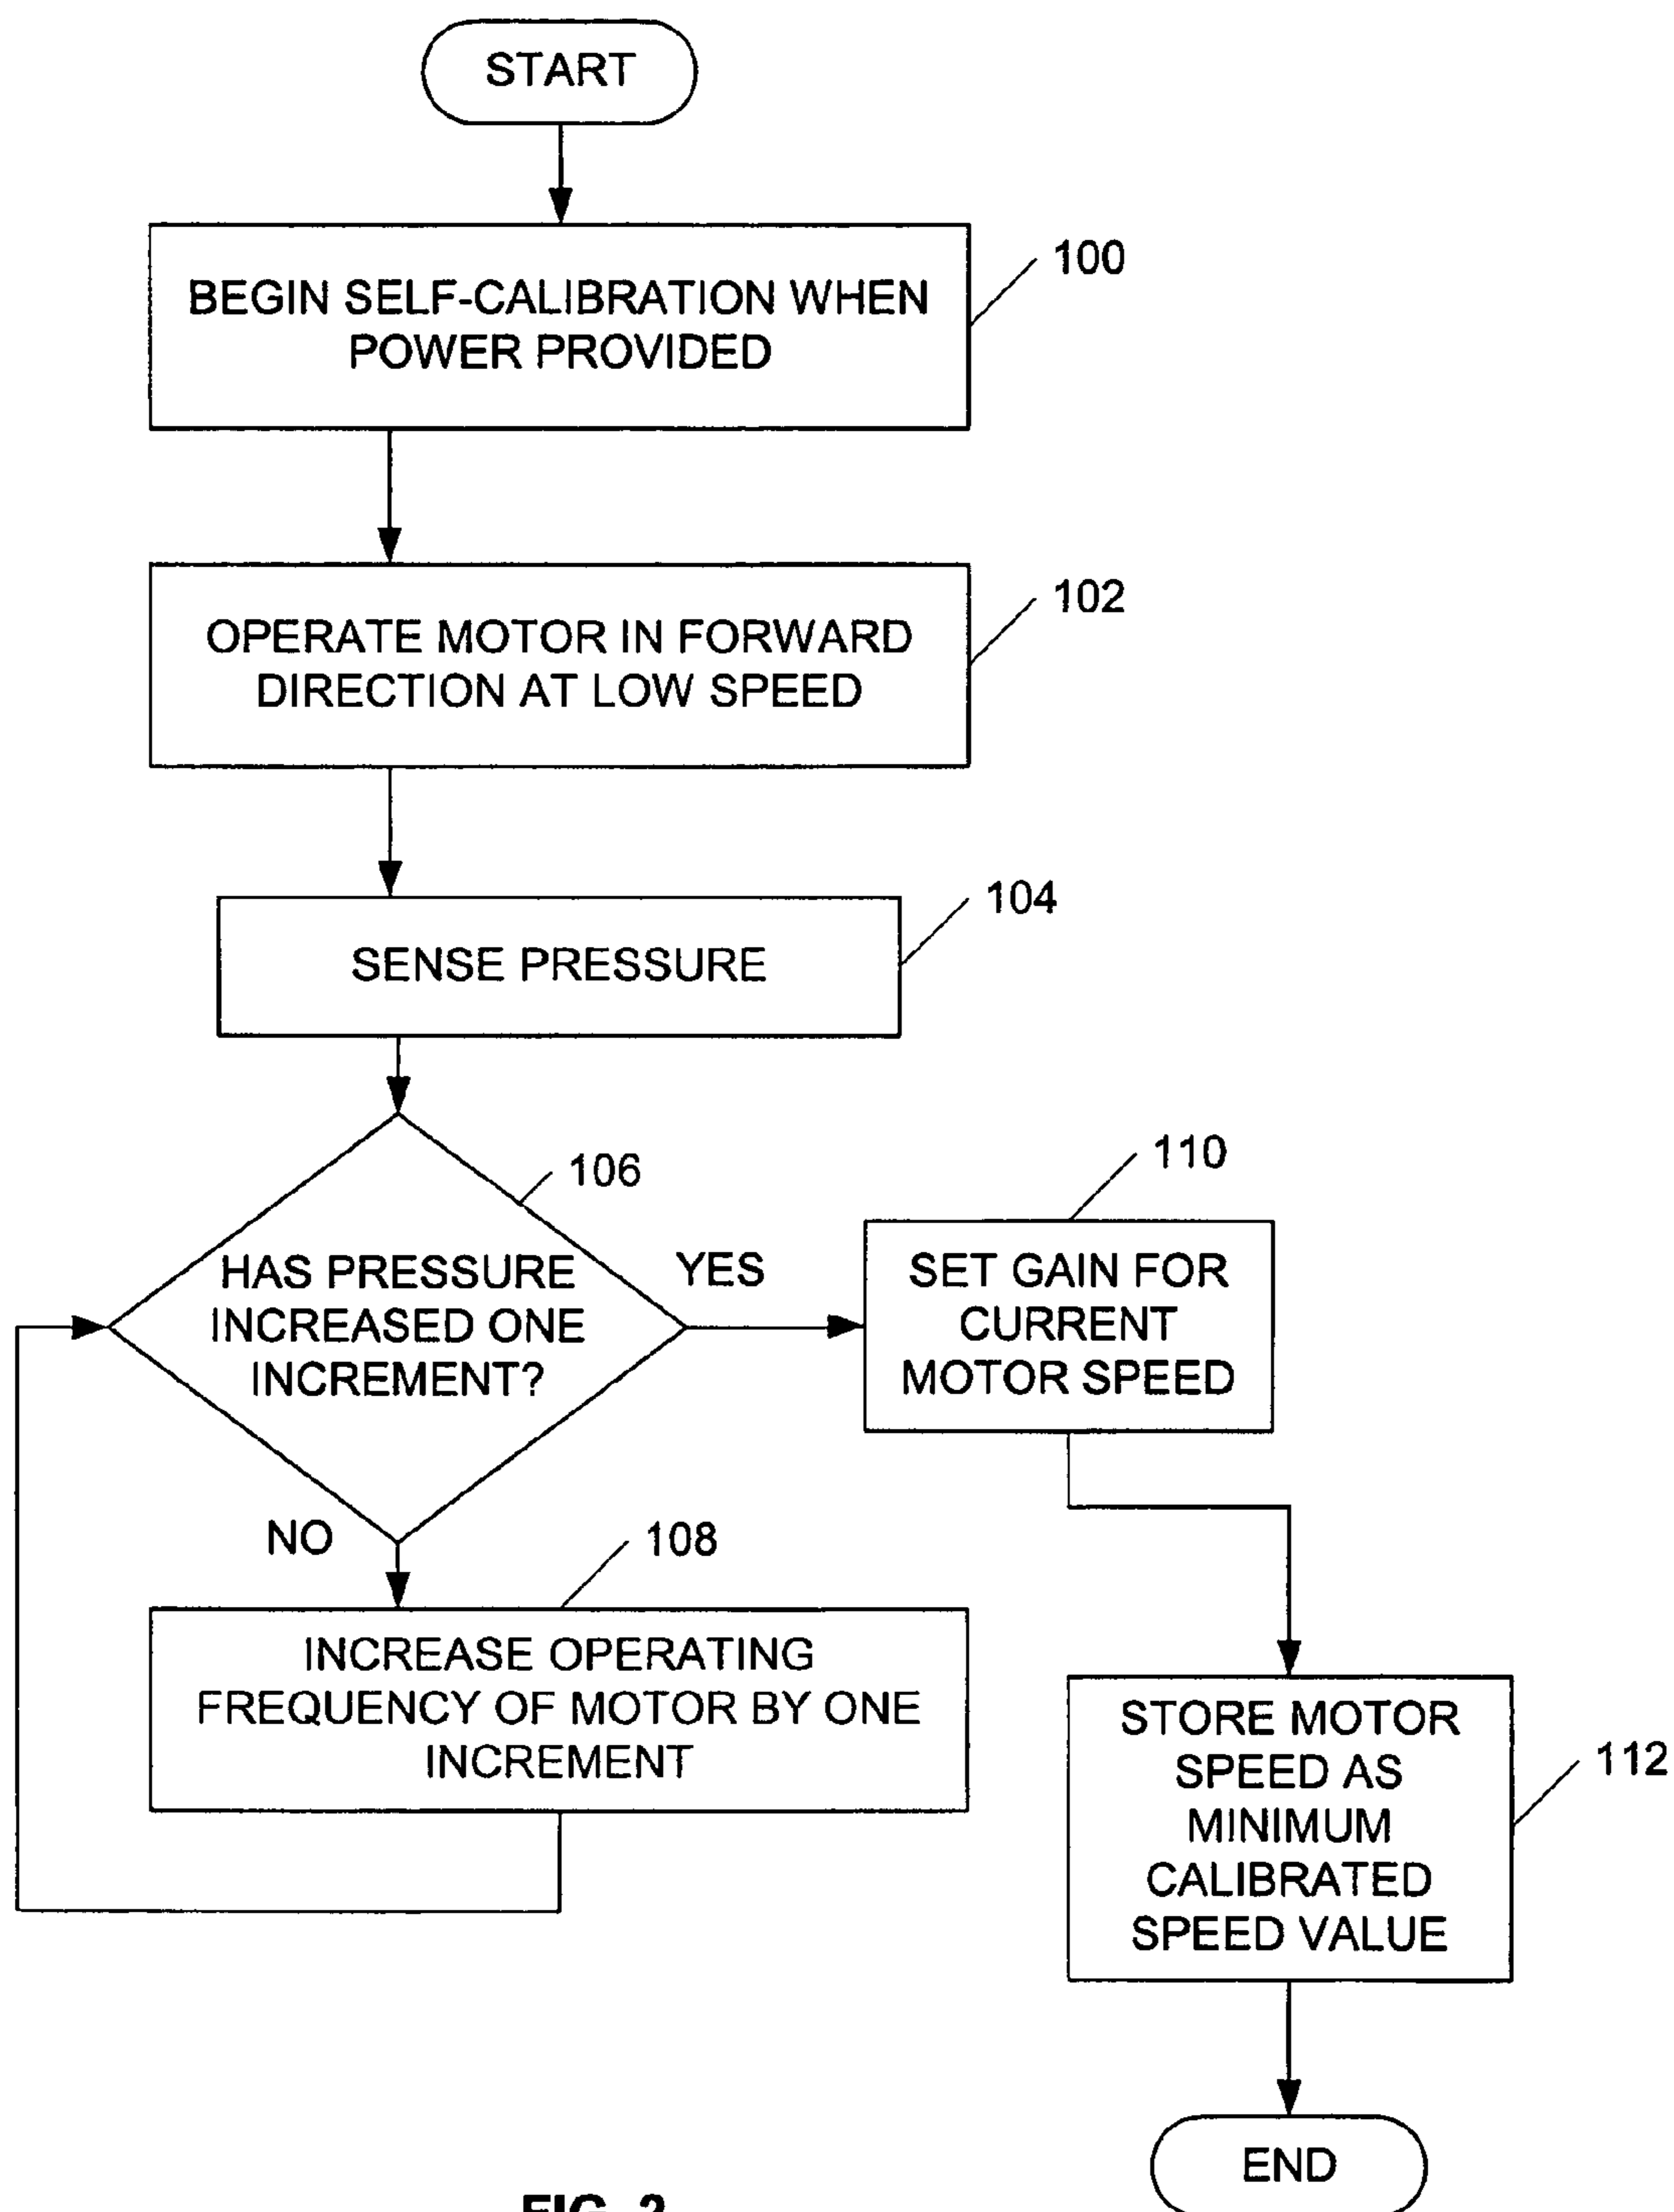 START
BEGIN SELF-CALIBRATION WHEN
POWER PROVIDED
100
OPERATE MOTOR IN FORWARD
DIRECTION AT LOW SPEED
102
SENSE PRESSURE
104
HAS PRESSURE
INCREASED ONE
INCREMENT?
106
YES
NO
SET GAIN FOR
CURRENT
MOTOR SPEED
110
INCREASE OPERATING
FREQUENCY OF MOTOR BY ONE
INCREMENT
108
STORE MOTOR
SPEED AS
MINIMUM
CALIBRATED
SPEED VALUE
112
END
FIG. 2